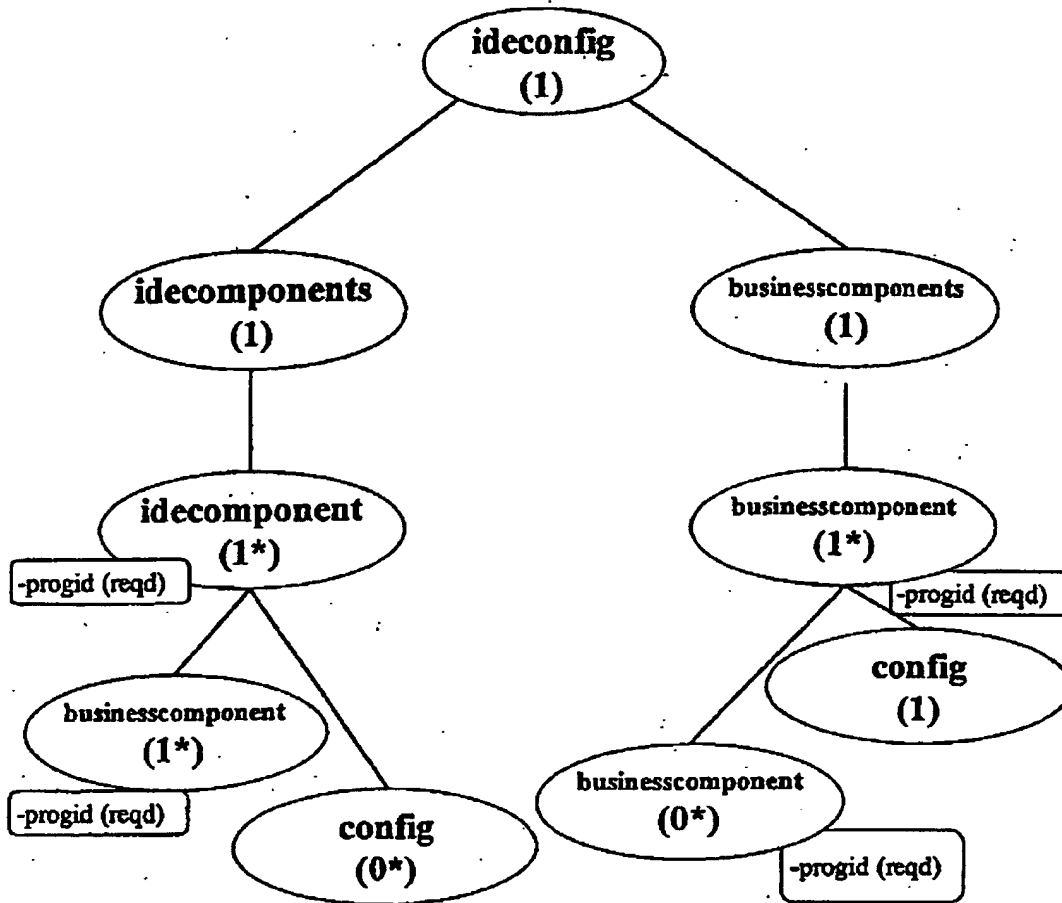 ideconfig
(1)
idecomponents
(1)
businesscomponents
(1)
idecomponent
(1*)
-progid (reqd)
businesscomponent
(1*)
-progid (reqd)
businesscomponent
(1*)
-progid (reqd)
config
(0*)
config
(1)
businesscomponent
(0*)
-progid (reqd)